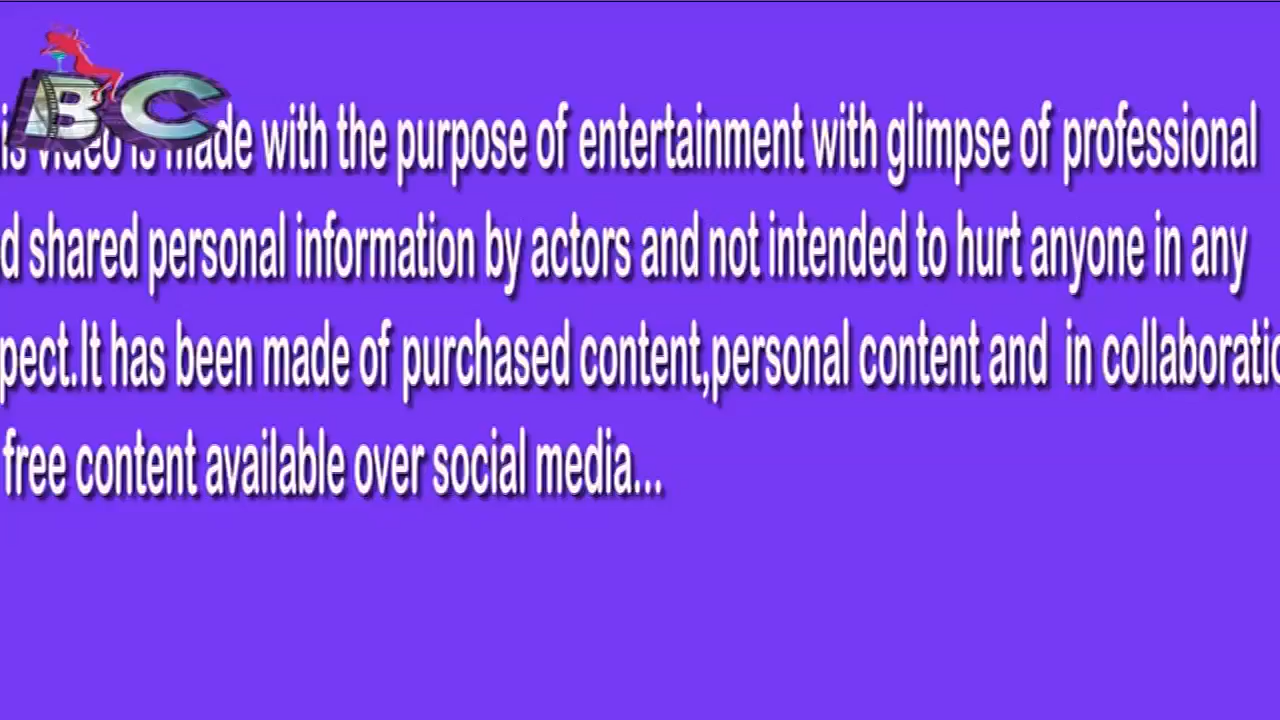 BC
is video is made with the purpose of entertainment with glimpse of professional
d shared personal information by actors and not intended to hurt anyone in any
pect.It has been made of purchased content,personal content and in collaboratio
free content available over social media...